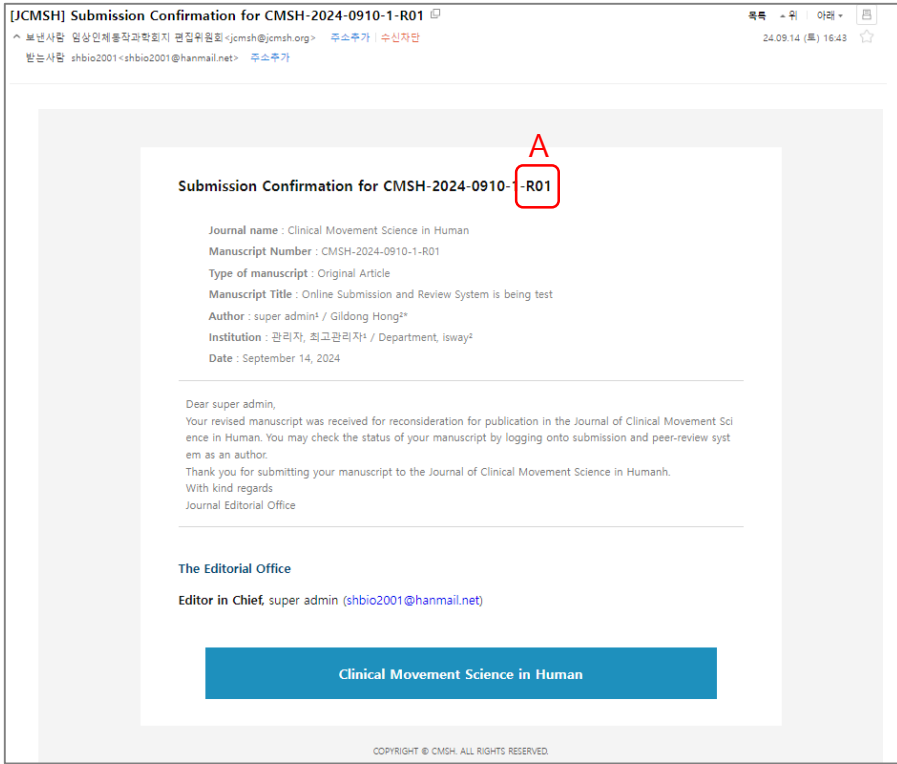 [JCMSH] Submission Confirmation for CMSH-2024-0910-1-R01
목록 위 아래
보낸사람 임상인체동작과학회지 편집위원회<jcmsh@jcmsh.org> 주소추가 수신차단
24.09.14 (토) 16:43
받는사람 shbio2001<shbio2001@hanmail.net> 주소추가
A
Submission Confirmation for CMSH-2024-0910-1-R01
Journal name : Clinical Movement Science in Human
Manuscript Number : CMSH-2024-0910-1-R01
Type of manuscript : Original Article
Manuscript Title : Online Submission and Review System is being test
Author : super admin¹ / Gildong Hong²*
Institution : 관리자, 최고관리자¹ / Department, isway²
Date : September 14, 2024
Dear super admin,
Your revised manuscript was received for reconsideration for publication in the Journal of Clinical Movement Sci
ence in Human. You may check the status of your manuscript by logging onto submission and peer-review syst
em as an author.
Thank you for submitting your manuscript to the Journal of Clinical Movement Science in Humanh.
With kind regards
Journal Editorial Office
The Editorial Office
Editor in Chief, super admin (shbio2001@hanmail.net)
Clinical Movement Science in Human
COPYRIGHT © CMSH. ALL RIGHTS RESERVED.